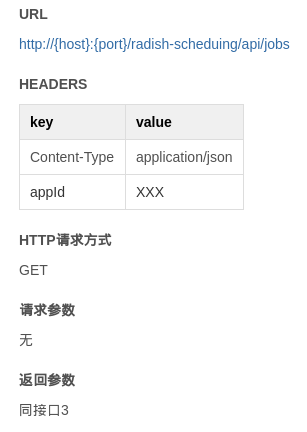 URL
http://{host}:{port}/radish-scheduing/api/jobs
HEADERS
key value
Content-Type application/json
appId XXX
HTTP请求方式
GET
请求参数
无
返回参数
同接口3